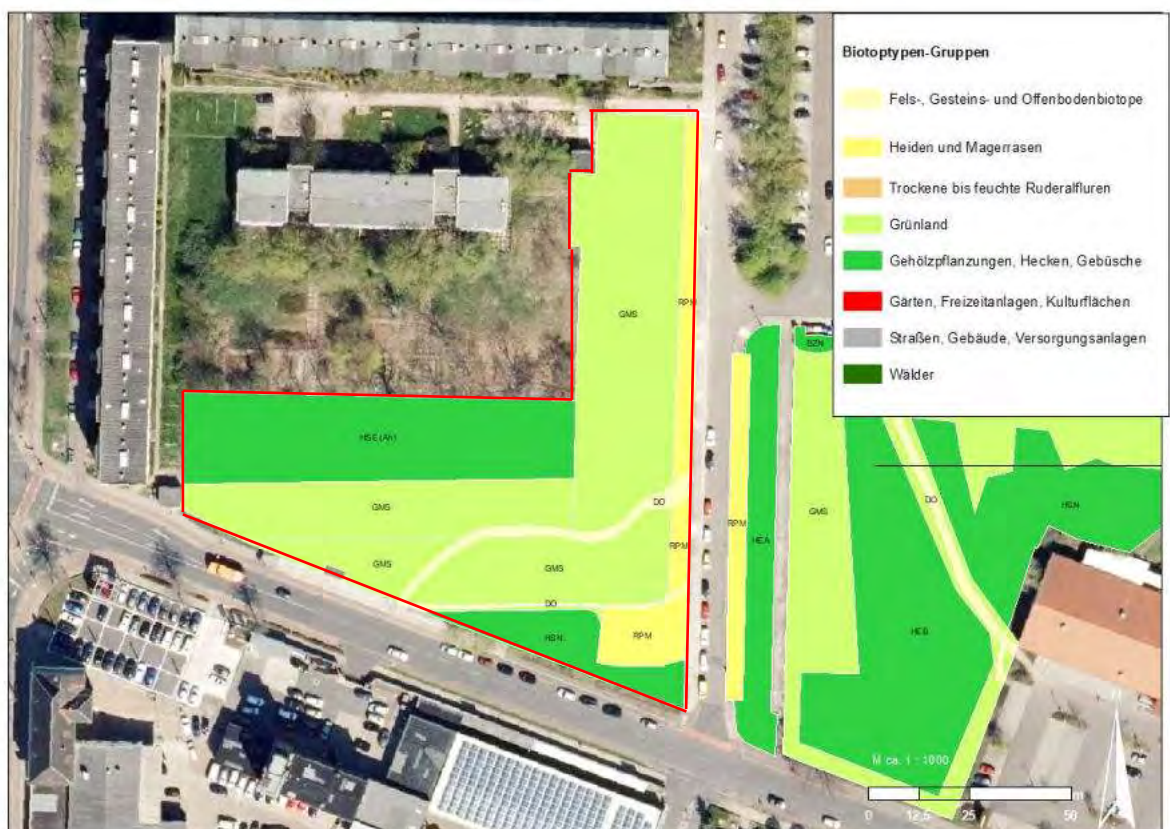 Biotoptypen-Gruppen
Fels-, Gesteins- und Offenbodenbiotope
Heiden und Magerrasen
Trockene bis feuchte Ruderalfluren
Grünland
Gehölzpflanzungen, Hecken, Gebüsche
Gärten, Freizeitanlagen, Kulturflächen
Straßen, Gebäude, Versorgungsanlagen
Wälder
GMS
RPM
BZN
HSE (Ah)
GMS
DO
RPM
GMS
GMS
DO
HSN
RPM
RPM
HEA
GMS
DO
HSN
HEB
M ca. 1 : 1000
m
0 12,5 25 50